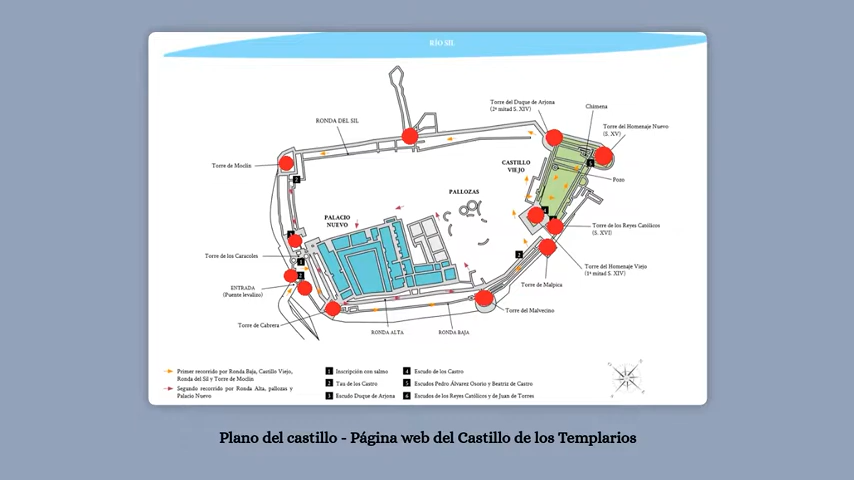 RÍO SIL
Torre del Duque de Arjona
(2ª mitad S. XIV)
Chimena
Torre del Homenaje Nuevo
(S. XV)
RONDA DEL SIL
Torre de Moclín
CASTILLO
VIEJO
Pozo
PALLOZAS
PALACIO
NUEVO
Torre de los Reyes Católicos
(S. XVI)
Torre de los Caracoles
Torre del Homenaje Viejo
(1ª mitad S. XIV)
Torre de Malpica
ENTRADA
(Puente levadizo)
Torre del Malvecino
Torre de Cabrera
RONDA ALTA
RONDA BAJA
Primer recorrido por Ronda Baja, Castillo Viejo,
Ronda del Sil y Torre de Moclín
Segundo recorrido por Ronda Alta, pallozas y
Palacio Nuevo
1 Inscripción con salmo
2 Tau de los Castro
3 Escudo Duque de Arjona
4 Escudo de los Castro
5 Escudos Pedro Álvarez Osorio y Beatriz de Castro
6 Escudos de los Reyes Católicos y de Juan de Torres
Plano del castillo - Página web del Castillo de los Templarios